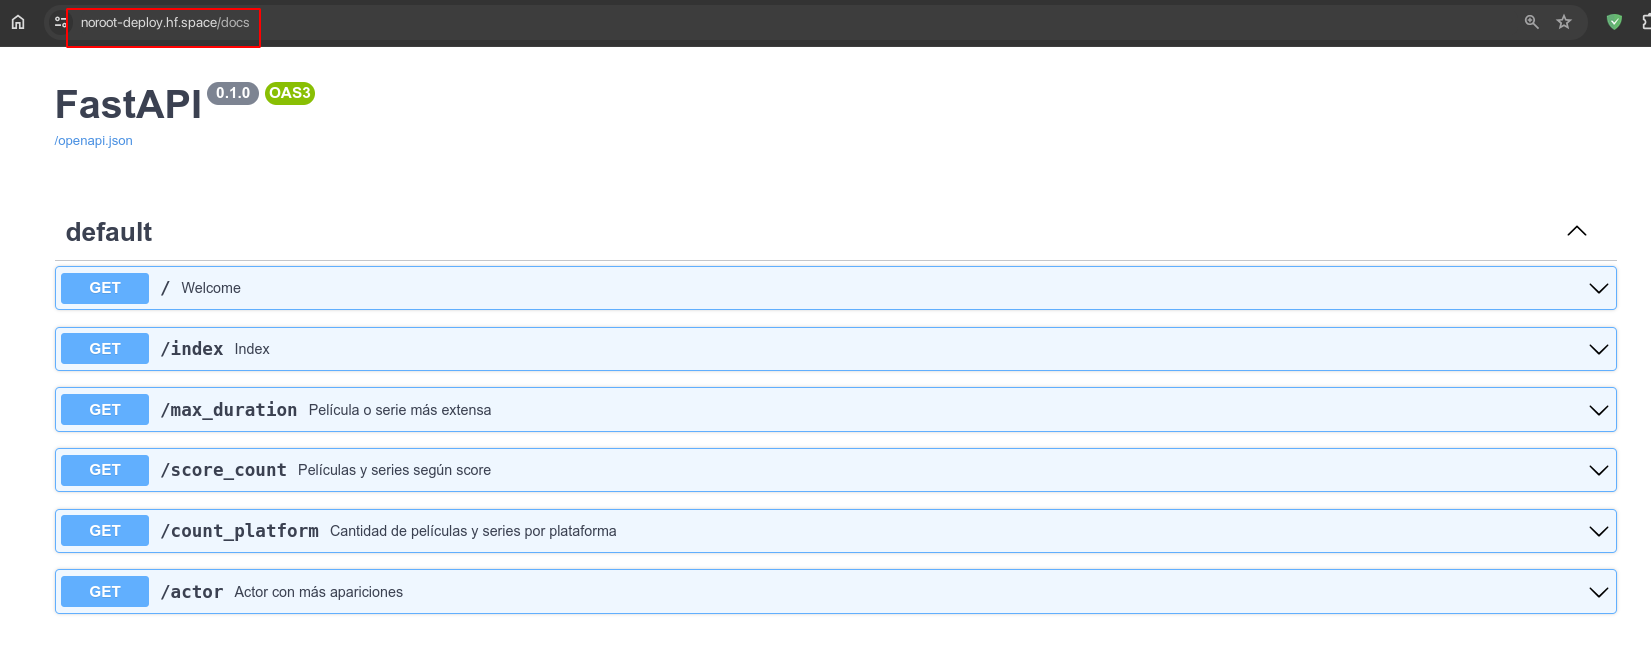 noroot-deploy.hf.space/docs
FastAPI 0.1.0 OAS3
/openapi.json
default
GET / Welcome
GET /index Index
GET /max_duration Película o serie más extensa
GET /score_count Películas y series según score
GET /count_platform Cantidad de películas y series por plataforma
GET /actor Actor con más apariciones